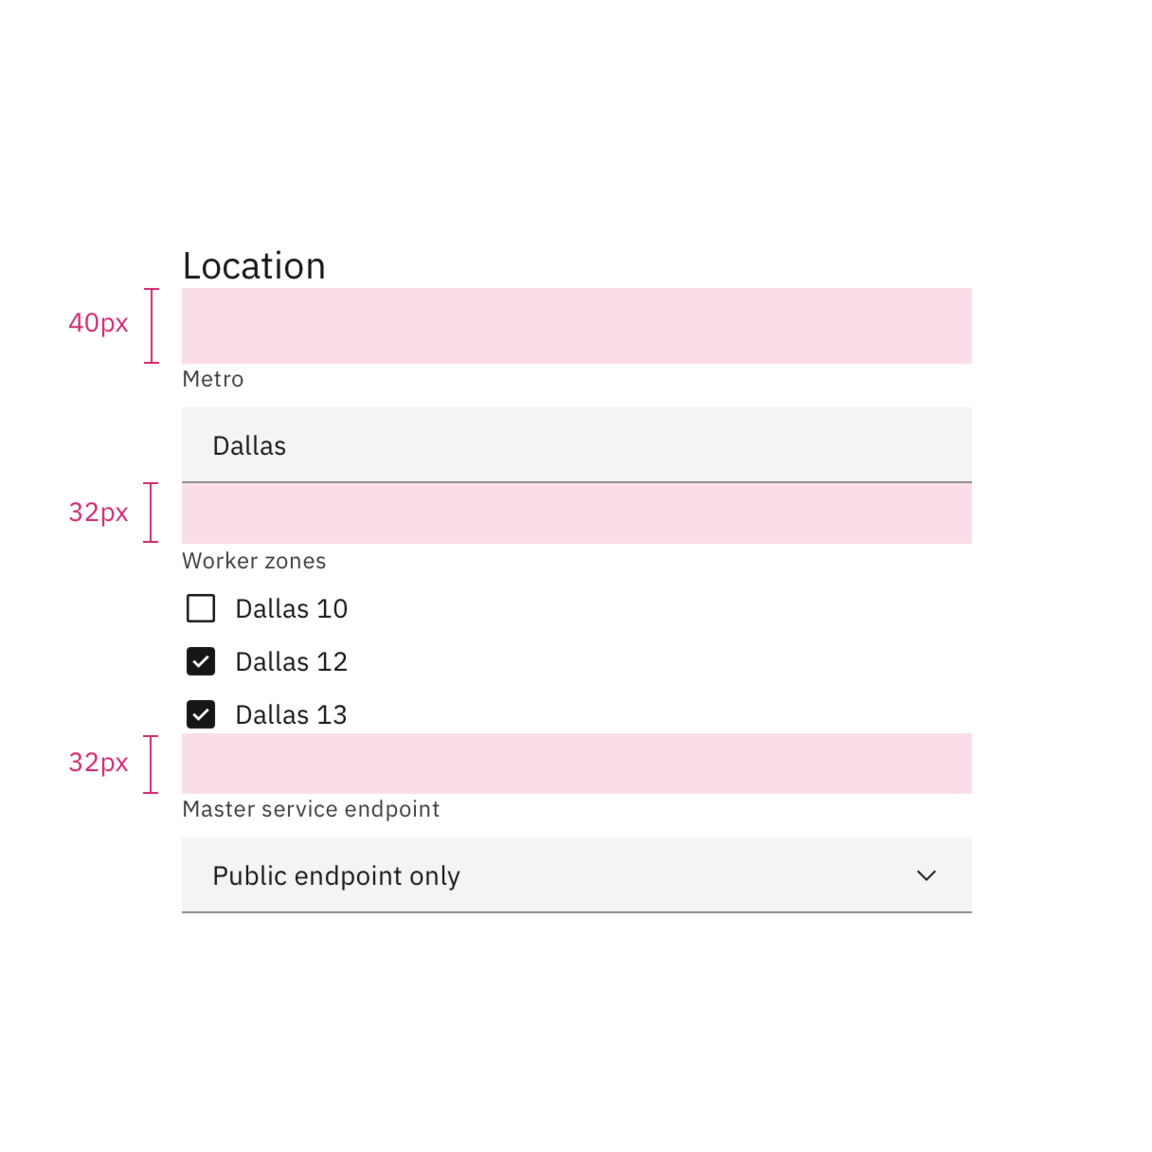 Location
40px
Metro
Dallas
32px
Worker zones
Dallas 10
Dallas 12
Dallas 13
32px
Master service endpoint
Public endpoint only